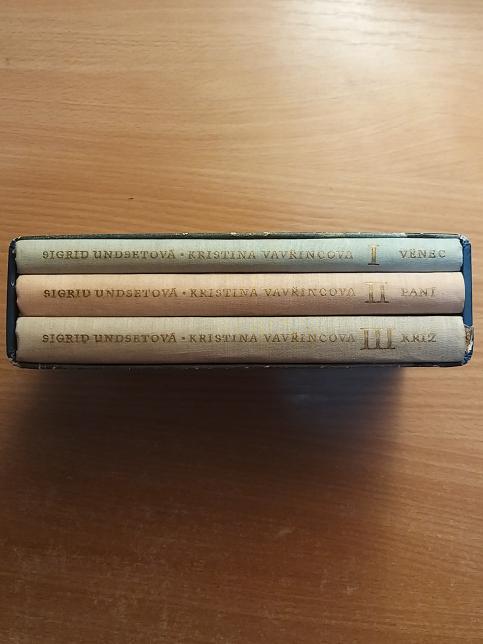 SIGRID UNDSETOVÁ • KRISTINA VAVŘINCOVÁ I VĚNEC
SIGRID UNDSETOVÁ • KRISTINA VAVŘINCOVÁ II PANÍ
SIGRID UNDSETOVÁ • KRISTINA VAVŘINCOVÁ III KŘÍŽ